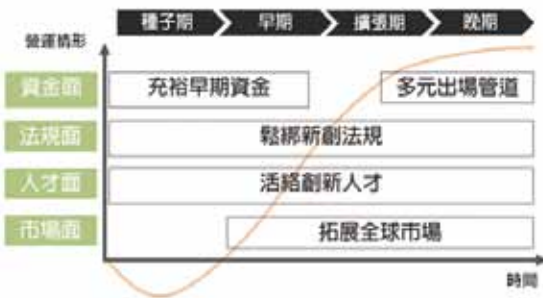 種子期 早期 擴張期 晚期
營運情形
資金面 充裕早期資金 多元出場管道
法規面 鬆綁新創法規
人才面 活絡創新人才
市場面 拓展全球市場
時間